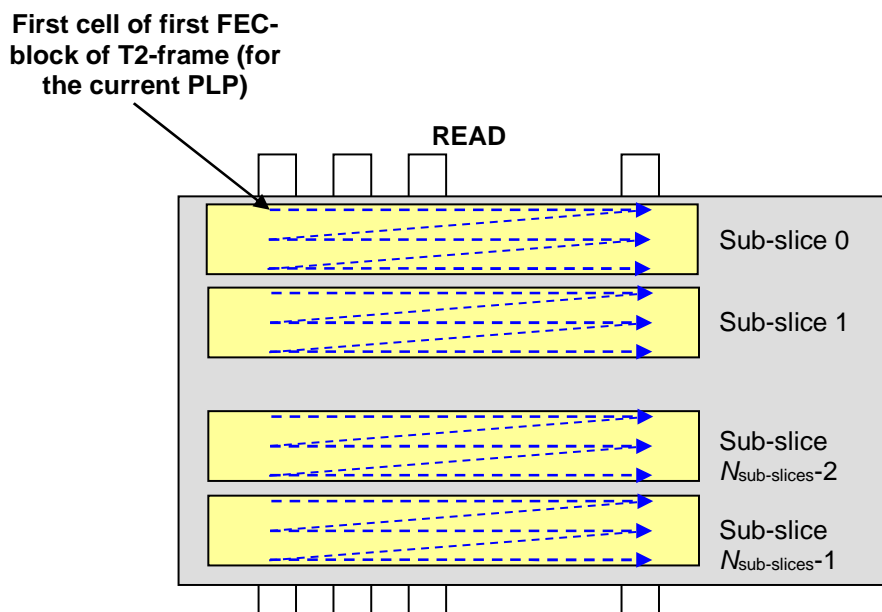 First cell of first FEC-
block of T2-frame (for
the current PLP)
READ
Sub-slice 0
Sub-slice 1
Sub-slice
Nsub-slices-2
Sub-slice
Nsub-slices-1